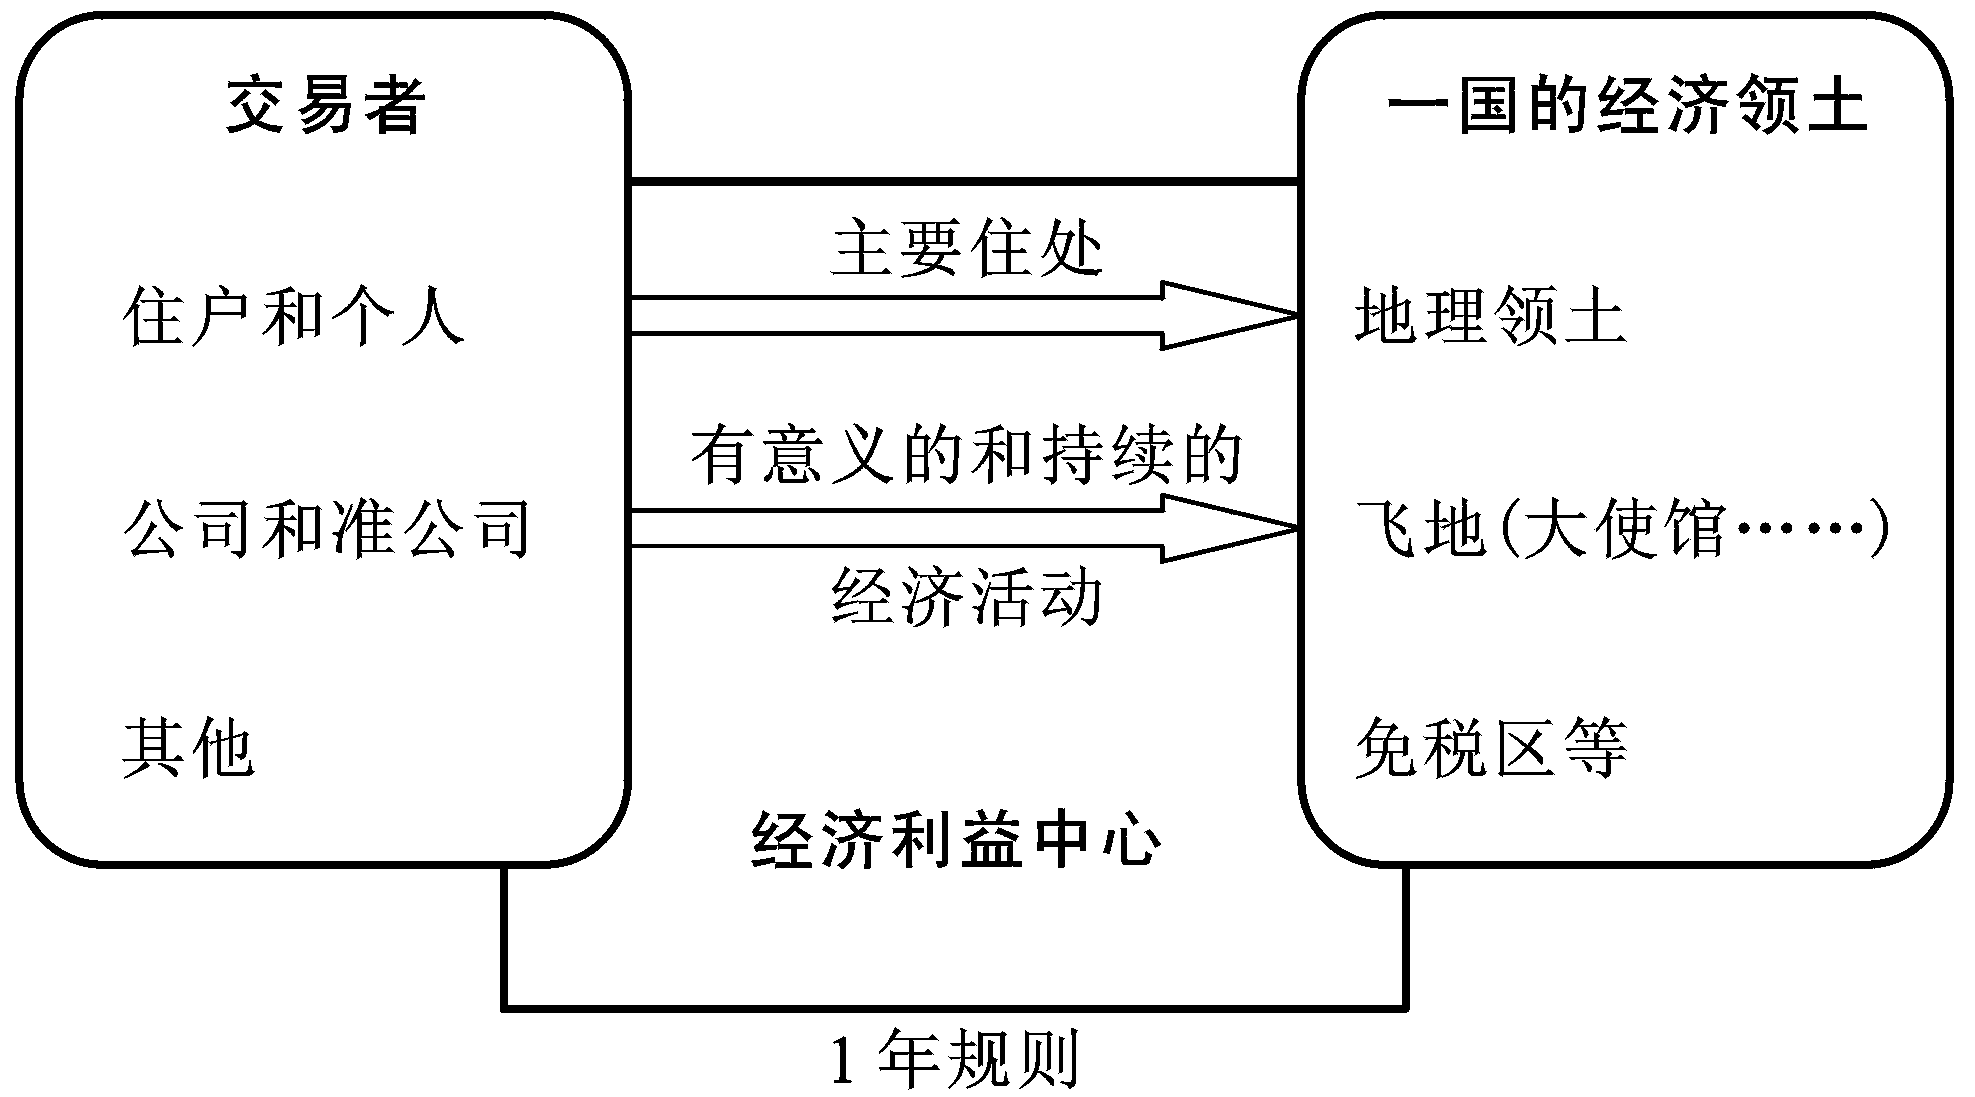 交易者
一国的经济领土
主要住处
住户和个人
地理领土
有意义的和持续的
公司和准公司
飞地(大使馆……)
经济活动
其他
免税区等
经济利益中心
1年规则